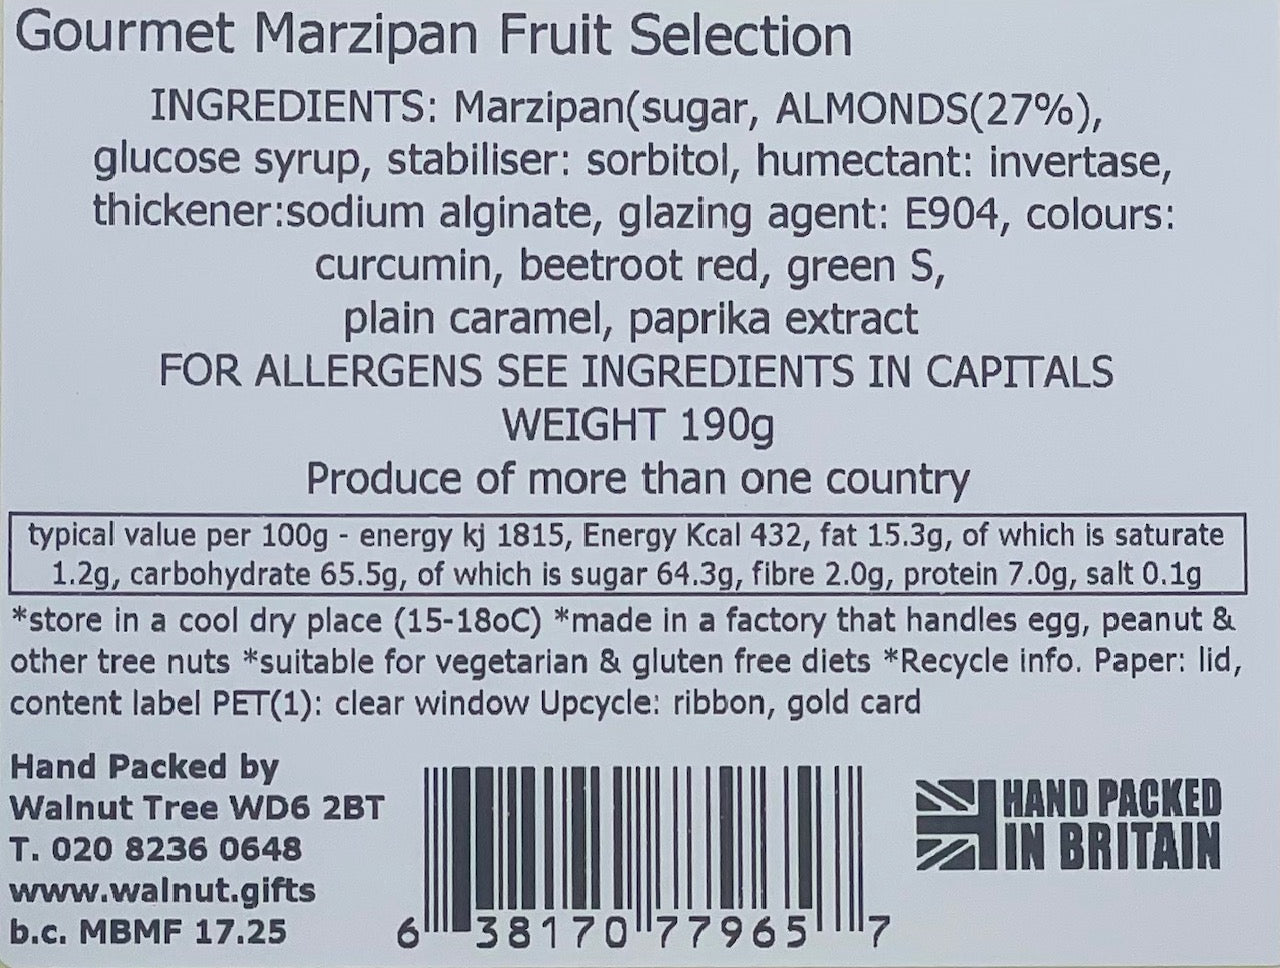 Gourmet Marzipan Fruit Selection
INGREDIENTS: Marzipan(sugar, ALMONDS(27%),
glucose syrup, stabiliser: sorbitol, humectant: invertase,
thickener:sodium alginate, glazing agent: E904, colours:
curcumin, beetroot red, green S,
plain caramel, paprika extract
FOR ALLERGENS SEE INGREDIENTS IN CAPITALS
WEIGHT 190g
Produce of more than one country
typical value per 100g - energy kj 1815, Energy Kcal 432, fat 15.3g, of which is saturate
1.2g, carbohydrate 65.5g, of which is sugar 64.3g, fibre 2.0g, protein 7.0g, salt 0.1g
*store in a cool dry place (15-18oC) *made in a factory that handles egg, peanut &
other tree nuts *suitable for vegetarian & gluten free diets *Recycle info. Paper: lid,
content label PET(1): clear window Upcycle: ribbon, gold card
Hand Packed by
Walnut Tree WD6 2BT
T. 020 8236 0648
www.walnut.gifts
b.c. MBMF 17.25
6 38170 77965 7
HAND PACKED
IN BRITAIN